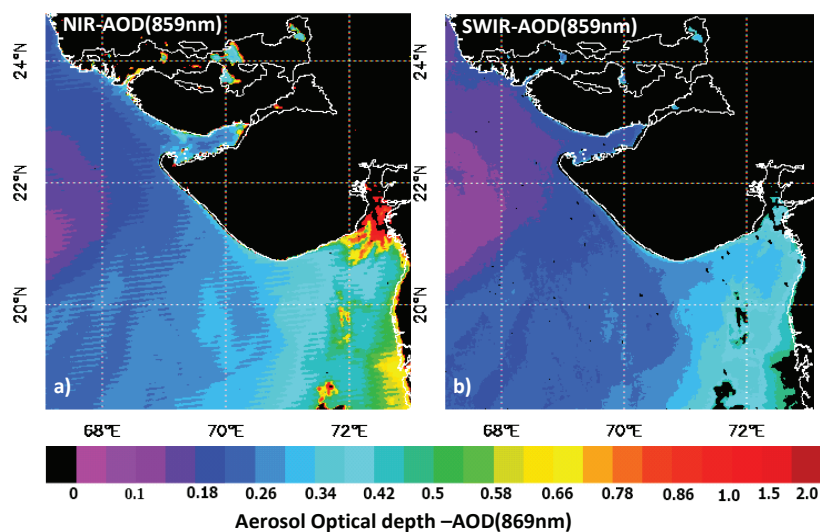 NIR-AOD(859nm)
SWIR-AOD(859nm)
24°N
24°N
22°N
22°N
20°N
20°N
a)
b)
68°E 70°E 72°E
68°E 70°E 72°E
0 0.1 0.18 0.26 0.34 0.42 0.5 0.58 0.66 0.78 0.86 1.0 1.5 2.0
Aerosol Optical depth –AOD(869nm)